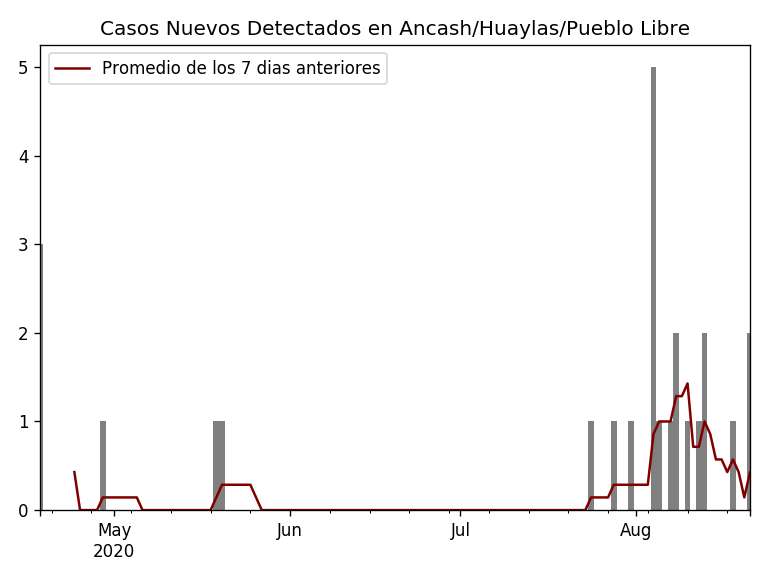 Casos Nuevos Detectados en Ancash/Huaylas/Pueblo Libre
Promedio de los 7 dias anteriores
5
4
3
2
1
0
May
2020
Jun
Jul
Aug